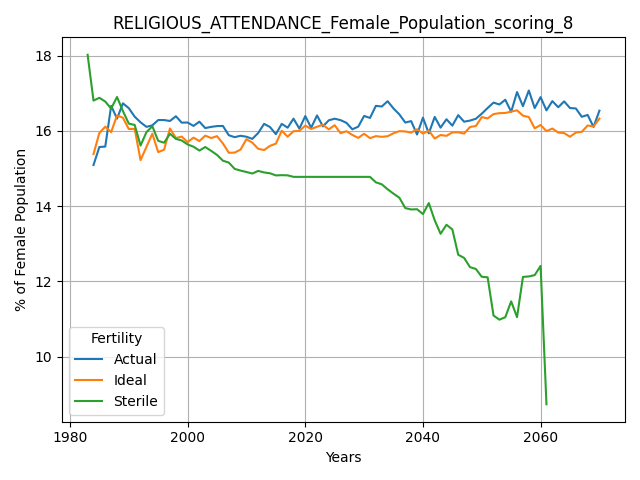 RELIGIOUS_ATTENDANCE_Female_Population_scoring_8
% of Female Population
18
16
14
12
10
Fertility
Actual
Ideal
Sterile
1980 2000 2020 2040 2060
Years